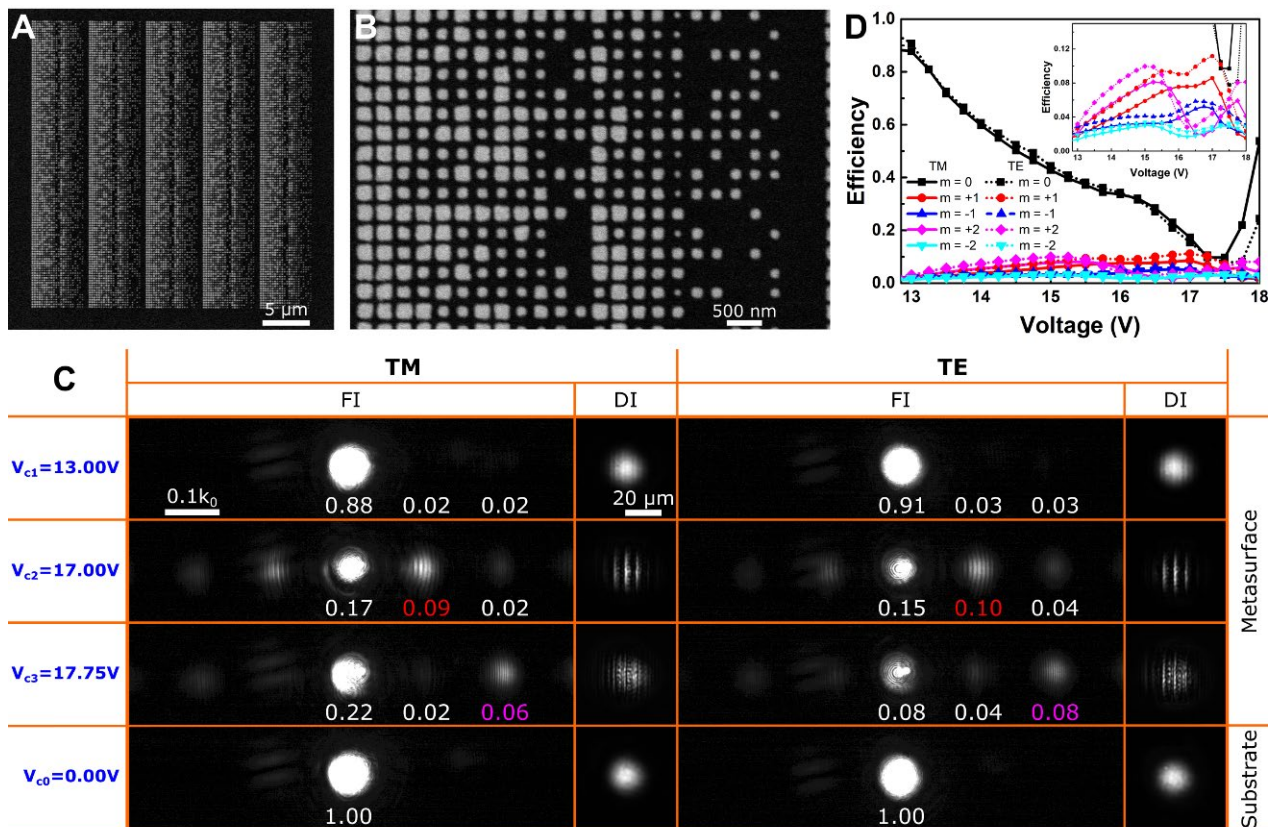 A
5 µm
B
500 nm
D
1.0
0.8
0.6
0.4
0.2
0.0
Efficiency
13 14 15 16 17 18
Voltage (V)
TM TE
m = 0 m = 0
m = +1 m = +1
m = -1 m = -1
m = +2 m = +2
m = -2 m = -2
0.12
0.08
0.04
0.00
Efficiency
13 14 15 16 17 18
Voltage (V)
C
TM TE
FI DI FI DI
Vc1=13.00V
0.1k0
0.88 0.02 0.02
20 µm
0.91 0.03 0.03
Vc2=17.00V
0.17 0.09 0.02
0.15 0.10 0.04
Vc3=17.75V
0.22 0.02 0.06
0.08 0.04 0.08
Metasurface
Vc0=0.00V
1.00
1.00
Substrate